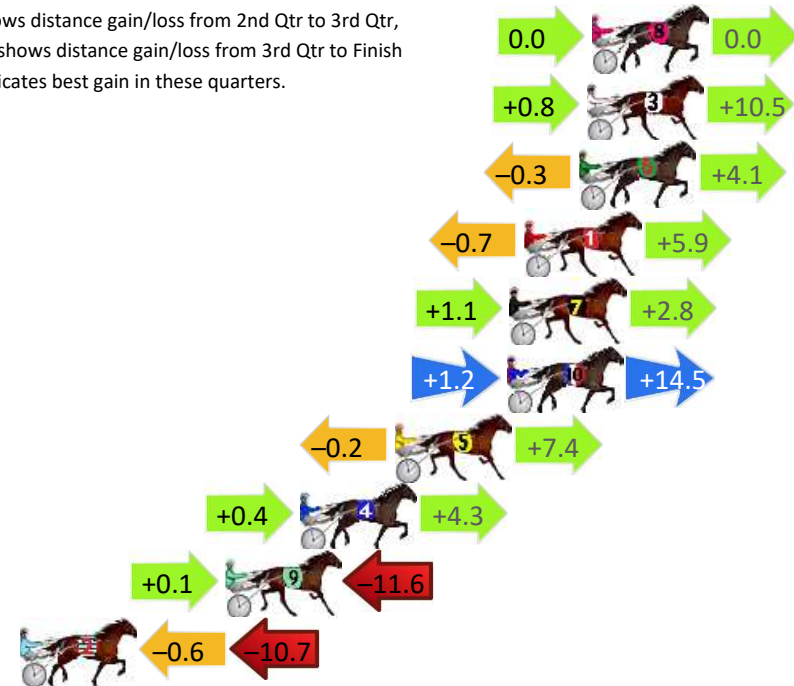 ows distance gain/loss from 2nd Qtr to 3rd Qtr,
shows distance gain/loss from 3rd Qtr to Finish
icates best gain in these quarters.
0.0 8 0.0
+0.8 3 +10.5
–0.3 +4.1
–0.7 1 +5.9
+1.1 7 +2.8
+1.2 10 +14.5
–0.2 5 +7.4
+0.4 4 +4.3
+0.1 9 –11.6
–0.6 –10.7